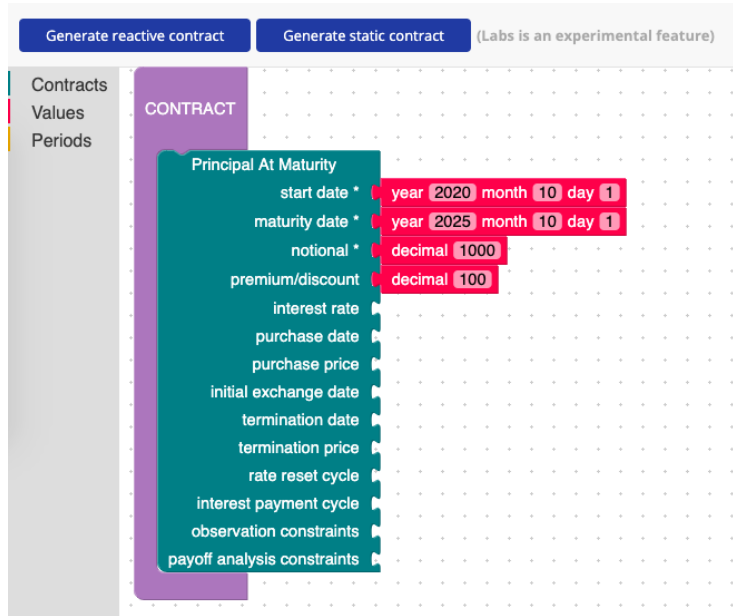 Generate reactive contract Generate static contract (Labs is an experimental feature)
Contracts
Values
Periods
CONTRACT
Principal At Maturity
start date * year 2020 month 10 day 1
maturity date * year 2025 month 10 day 1
notional * decimal 1000
premium/discount decimal 100
interest rate
purchase date
purchase price
initial exchange date
termination date
termination price
rate reset cycle
interest payment cycle
observation constraints
payoff analysis constraints